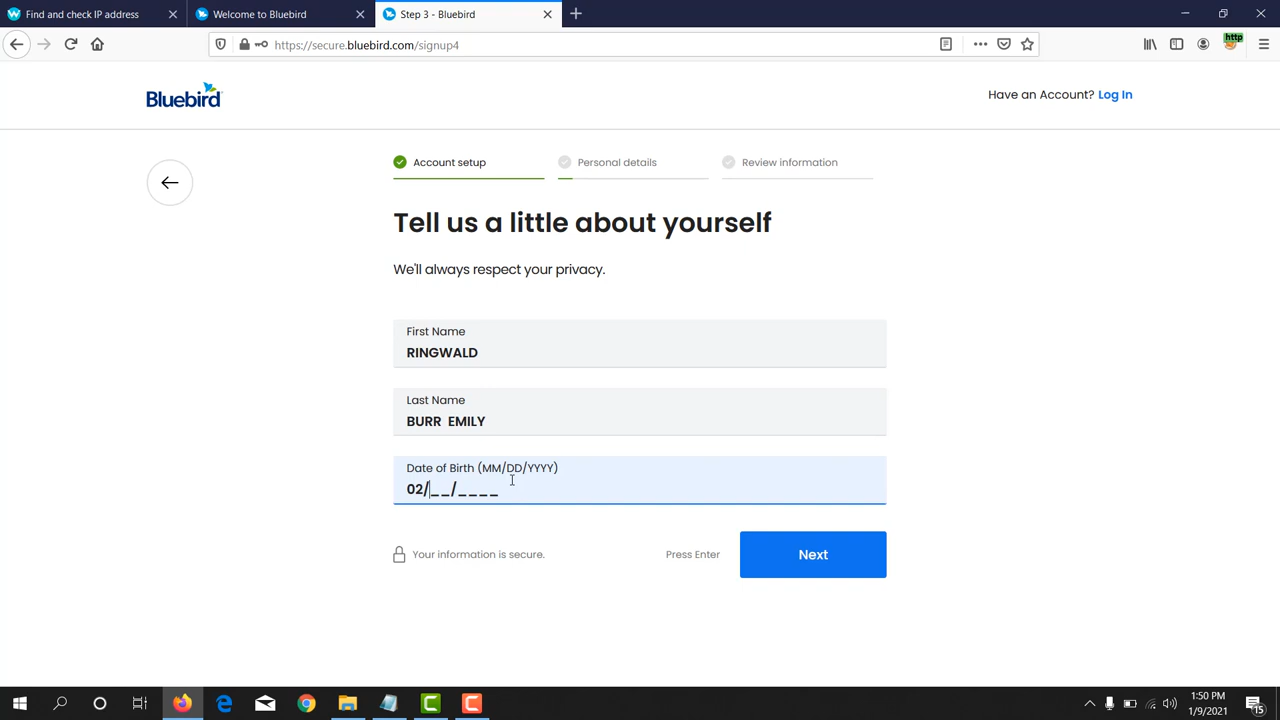 Find and check IP address
Welcome to Bluebird
Step 3 - Bluebird
http
https://secure.bluebird.com/signup4
Bluebird
Have an Account? Log In
Account setup
Personal details
Review information
Tell us a little about yourself
We'll always respect your privacy.
First Name
RINGWALD
Last Name
BURR  EMILY
Date of Birth (MM/DD/YYYY)
02/__/____
Your information is secure.
Press Enter
Next
1:50 PM
1/9/2021
15